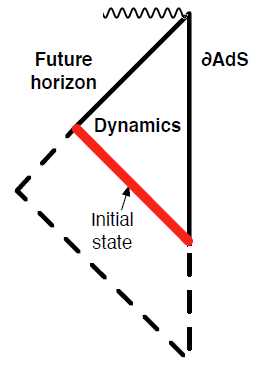 Future
horizon
∂AdS
Dynamics
Initial
state